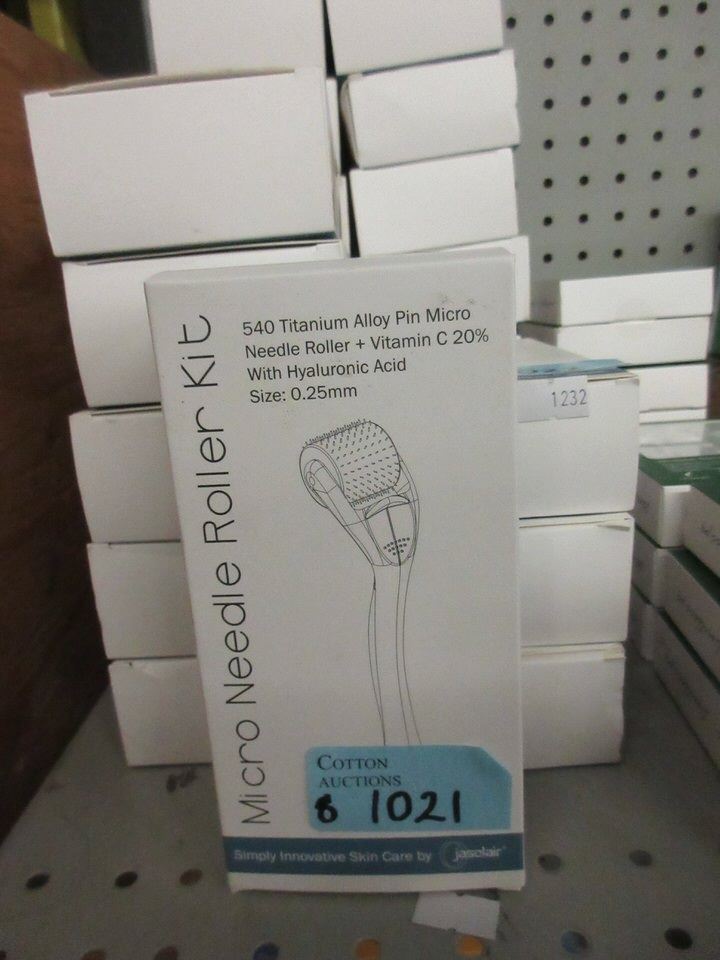 Micro Needle Roller Kit
540 Titanium Alloy Pin Micro
Needle Roller + Vitamin C 20%
With Hyaluronic Acid
Size: 0.25mm
1232
COTTON
AUCTIONS
1021
Simply Innovative Skin Care by jasclair